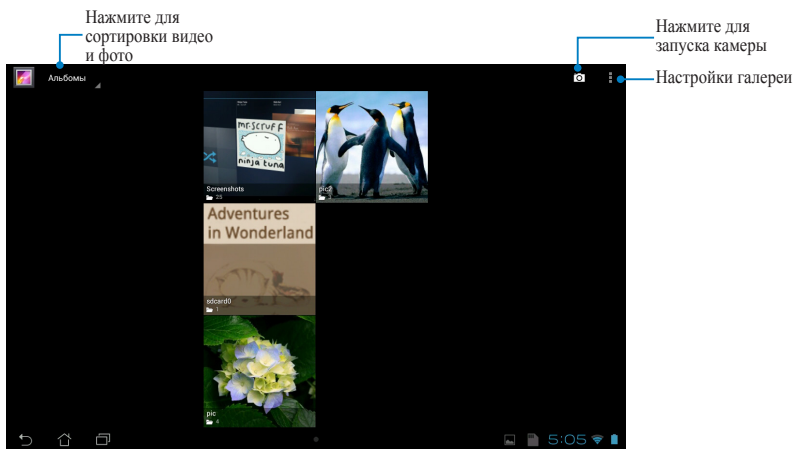 Нажмите для
сортировки видео
и фото
Нажмите для
запуска камеры
Настройки галереи
Альбомы
mr.scruff
ninja tuna
Screenshots
25
pic2
Adventures
in Wonderland
sdcard0
1
pic
4
5:05